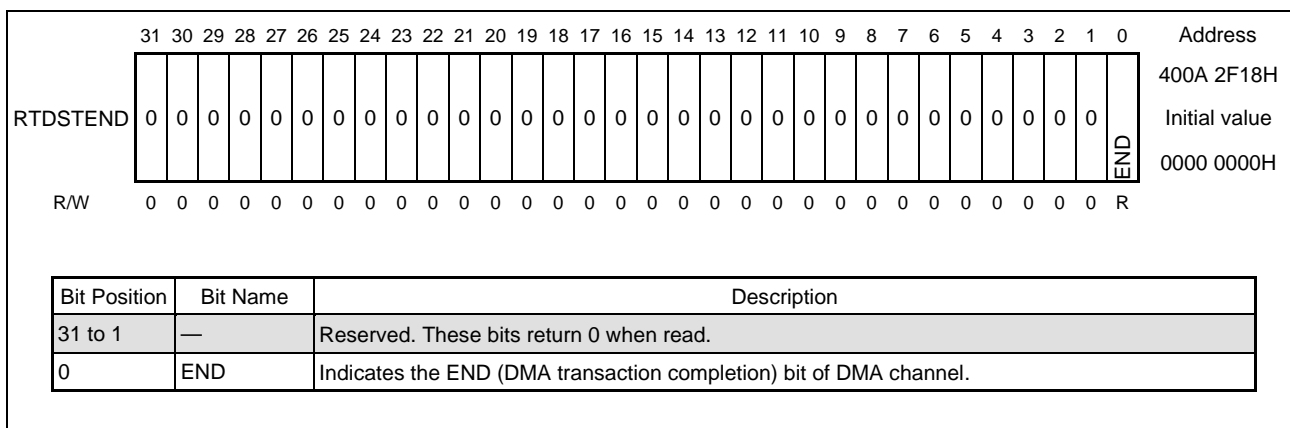 31 30 29 28 27 26 25 24 23 22 21 20 19 18 17 16 15 14 13 12 11 10 9 8 7 6 5 4 3 2 1 0 Address
400A 2F18H
RTDSTEND 0 0 0 0 0 0 0 0 0 0 0 0 0 0 0 0 0 0 0 0 0 0 0 0 0 0 0 0 0 0 0 END Initial value
0000 0000H
R/W 0 0 0 0 0 0 0 0 0 0 0 0 0 0 0 0 0 0 0 0 0 0 0 0 0 0 0 0 0 0 0 R
Bit Position Bit Name Description
31 to 1 — Reserved. These bits return 0 when read.
0 END Indicates the END (DMA transaction completion) bit of DMA channel.